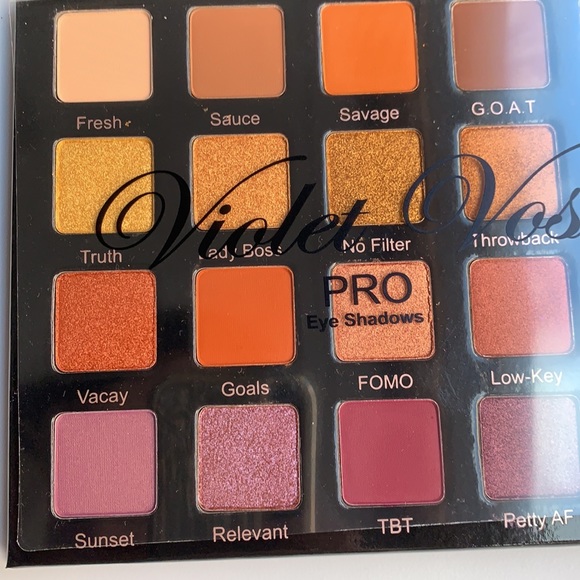 Fresh Sauce Savage G.O.A.T
Violet Vos
Truth Lady Boss No Filter Throwback
PRO
Eye Shadows
Vacay Goals FOMO Low-Key
Sunset Relevant TBT Petty AF